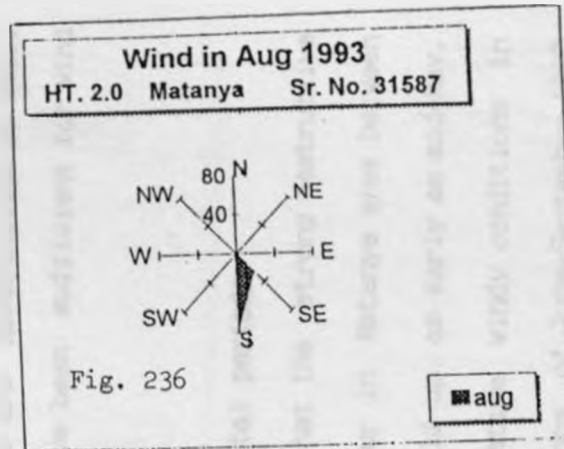 Wind in Aug 1993
HT. 2.0 Matanya Sr. No. 31587
N
80
NW NE
40
W E
SW SE
S
Fig. 236
aug